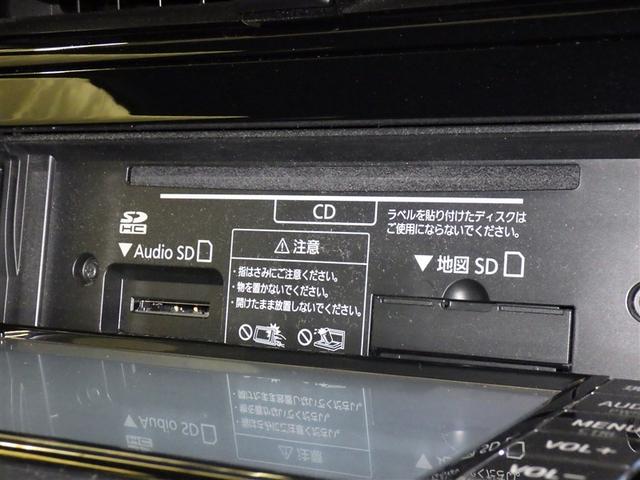 CD
ラベルを貼り付けたディスクは
ご使用にならないでください。
SD
HC
▼Audio SD
⚠注意
・指はさみにご注意ください。
・物を置かないでください。
・開けたまま放置しないでください。
▼地図 SD
MENU
VOL+
VOL−